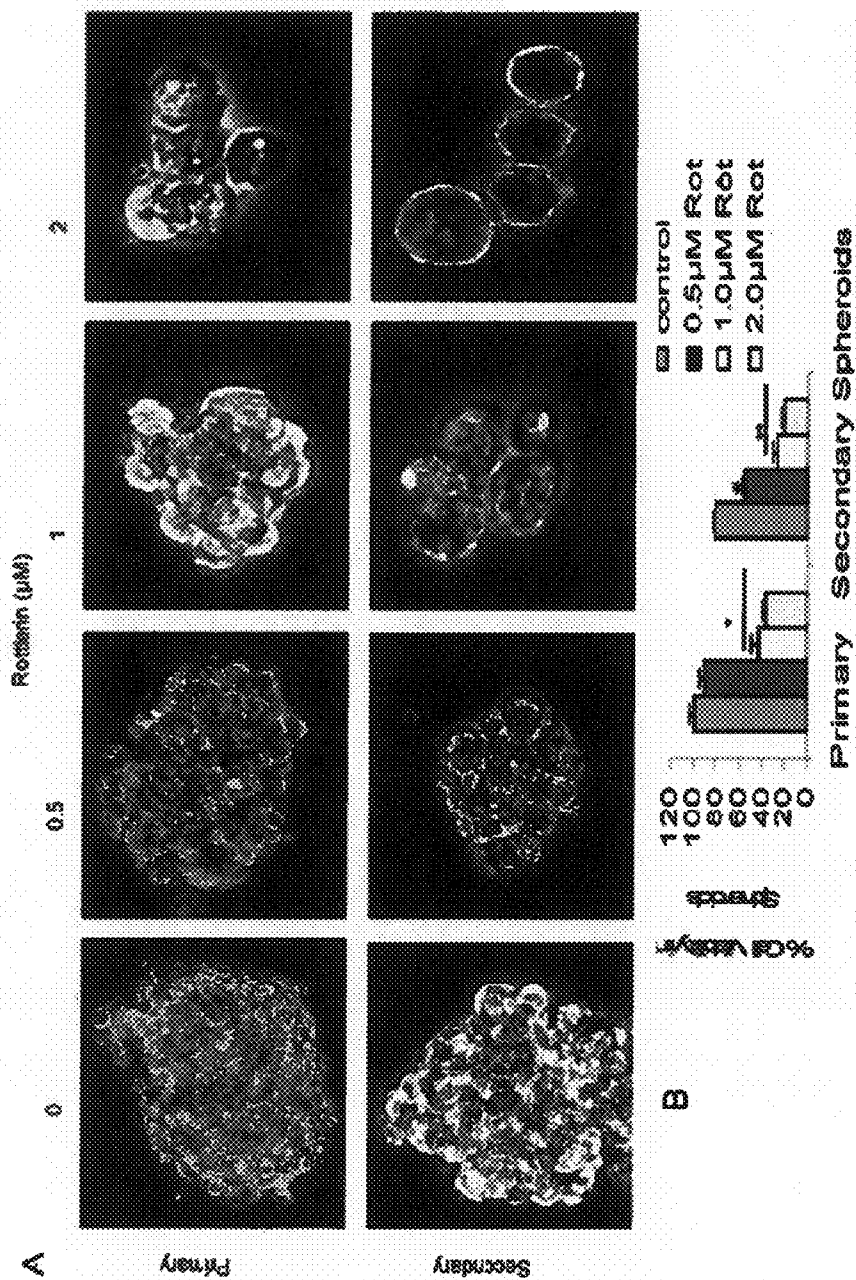 A
Rottlerin (µM)
0
0.5
1
2
Primary
Secondary
B
% Cell Viability in
Spheroids
120
100
80
60
40
20
0
control
0.5µM Rot
1.0µM Rot
2.0µM Rot
*
**
Primary Secondary Spheroids